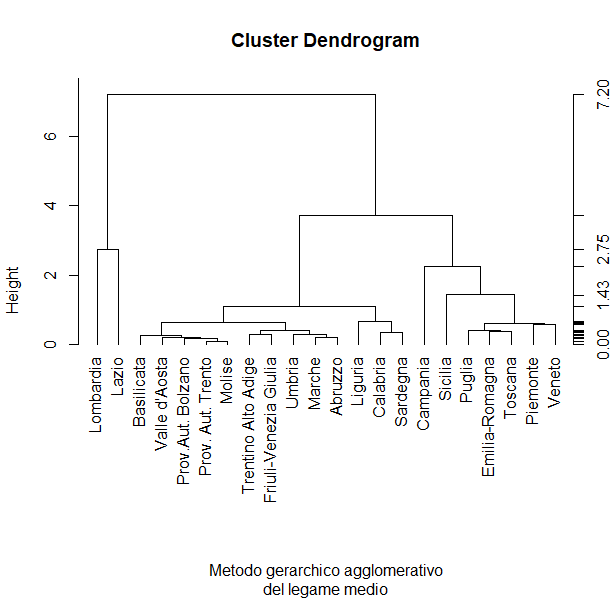 Cluster Dendrogram
Height
0
2
4
6
7.20
2.75
1.43
0.00
Lombardia
Lazio
Basilicata
Valle d'Aosta
Prov.Aut. Bolzano
Prov. Aut. Trento
Molise
Trentino Alto Adige
Friuli-Venezia Giulia
Umbria
Marche
Abruzzo
Liguria
Calabria
Sardegna
Campania
Sicilia
Puglia
Emilia-Romagna
Toscana
Piemonte
Veneto
Metodo gerarchico agglomerativo
del legame medio